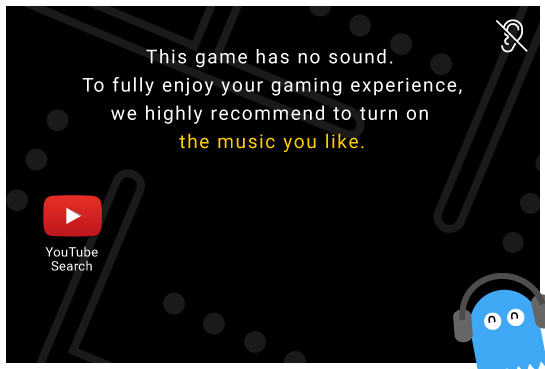 This game has no sound.
To fully enjoy your gaming experience,
we highly recommend to turn on
the music you like.
YouTube
Search